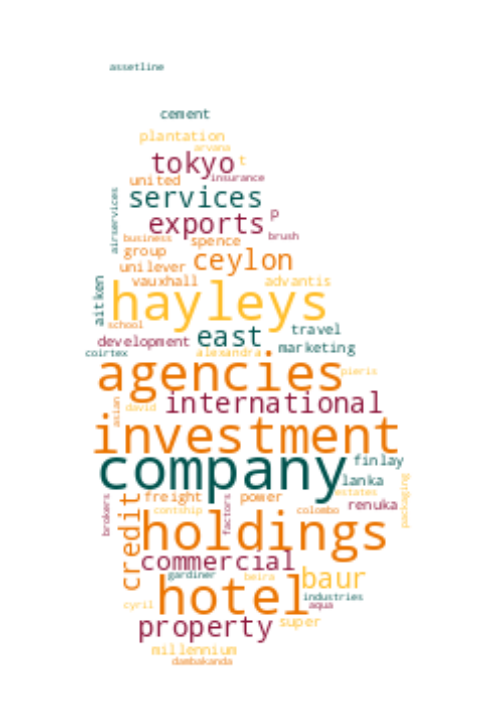 assetline
cement
plantation
arvana
tokyo
t
united
insurance
services
airservices
exports
p
business
spence
brush
group
ceylon
unilever
vauxhall
advantis
aitken
hayleys
school
east
travel
development
marketing
coirtex
alexandra
agencies
pieris
asian
david
international
investment
company
finlay
lanka
estates
packaging
brokers
credit
freight
factors
power
renuka
contship
colombo
holdings
commercial
gardiner
beira
baur
hotel
industries
cyril
aqua
property
super
millennium
dambakanda